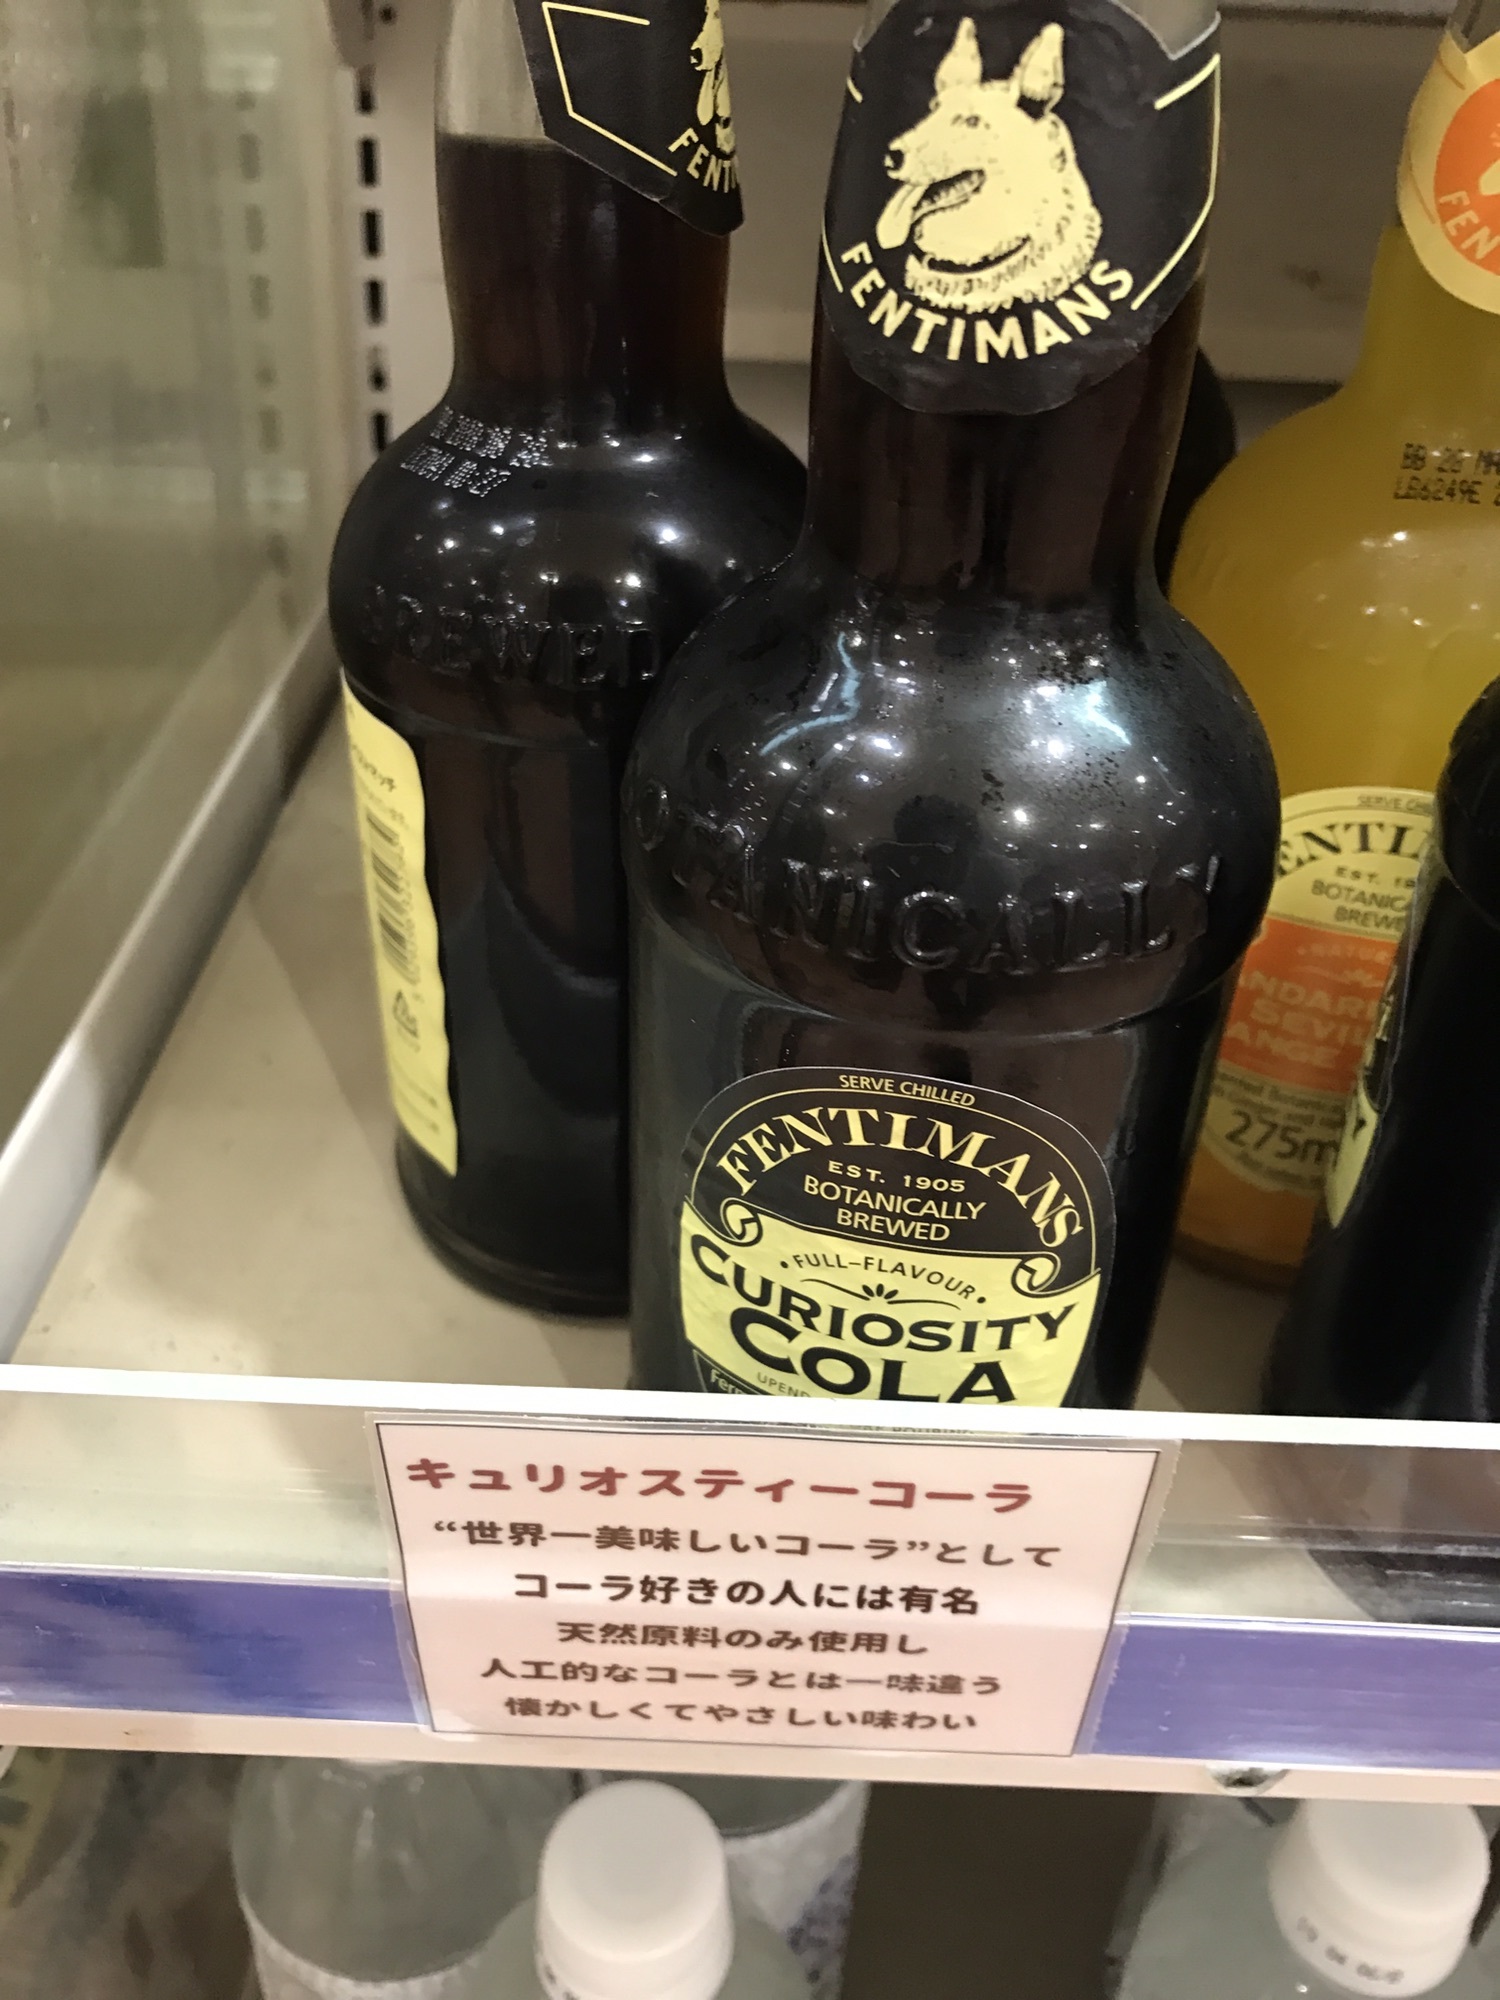 FENTIMANS
BB 26 MA
LB6249E
BREWED
BOTANICALLY
SERVE CHILLED
FENTIMANS
EST. 1905
BOTANICALLY
BREWED
FULL-FLAVOUR
CURIOSITY
COLA
275m
キュリオスティーコーラ
“世界一美味しいコーラ”として
コーラ好きの人には有名
天然原料のみ使用し
人工的なコーラとは一味違う
懐かしくてやさしい味わい